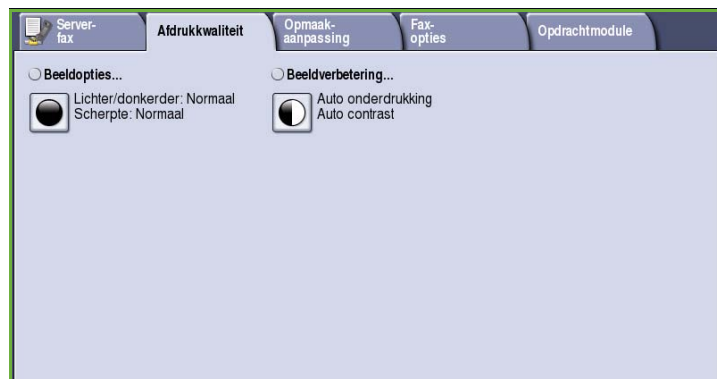 Server-
fax
Afdrukkwaliteit
Opmaak-
aanpassing
Fax-
opties
Opdrachtmodule
Beeldopties...
Lichter/donkerder: Normaal
Scherpte: Normaal
Beeldverbetering...
Auto onderdrukking
Auto contrast